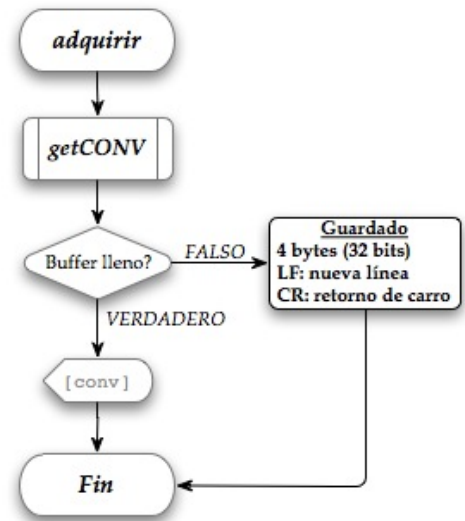 adquirir
getCONV
Buffer lleno?
FALSO
Guardado
4 bytes (32 bits)
LF: nueva línea
CR: retorno de carro
VERDADERO
[conv]
Fin